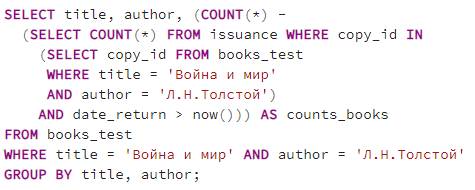 SELECT title, author, (COUNT(*) -
(SELECT COUNT(*) FROM issuance WHERE copy_id IN
(SELECT copy_id FROM books_test
WHERE title = 'Война и мир'
AND author = 'Л.Н.Толстой')
AND date_return > now())) AS counts_books
FROM books_test
WHERE title = 'Война и мир' AND author = 'Л.Н.Толстой'
GROUP BY title, author;